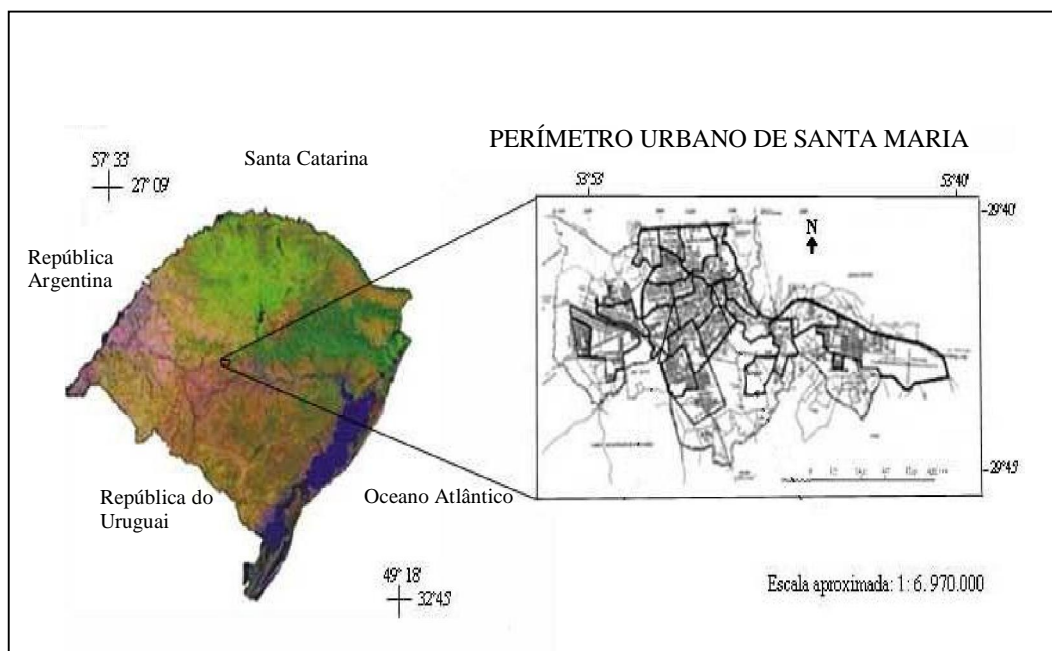 PERÍMETRO URBANO DE SANTA MARIA
Santa Catarina
57° 33'
27° 09'
53°53'
53°40'
29°40'
N
República
Argentina
29°45'
República do
Uruguai
Oceano Atlântico
49° 18'
32°45'
Escala aproximada: 1: 6.970.000